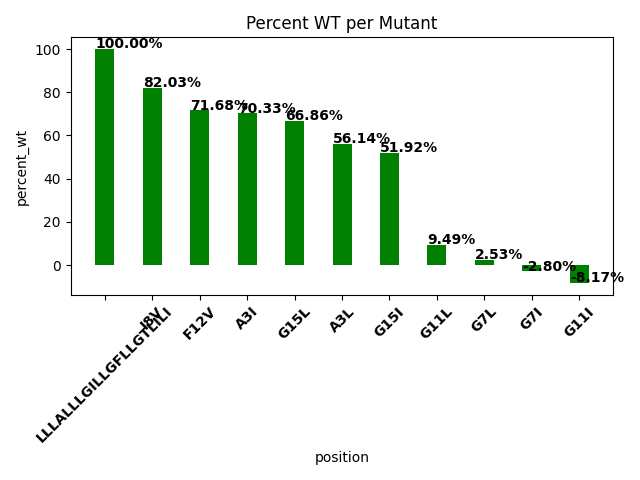 Percent WT per Mutant
100.00%
82.03%
71.68%
70.33%
66.86%
56.14%
51.92%
9.49%
2.53%
-2.80%
-8.17%
percent_wt
100
80
60
40
20
0
LLLALLLGILLGFLLGTLILI
I8V
F12V
A3I
G15L
A3L
G15I
G11L
G7L
G7I
G11I
position